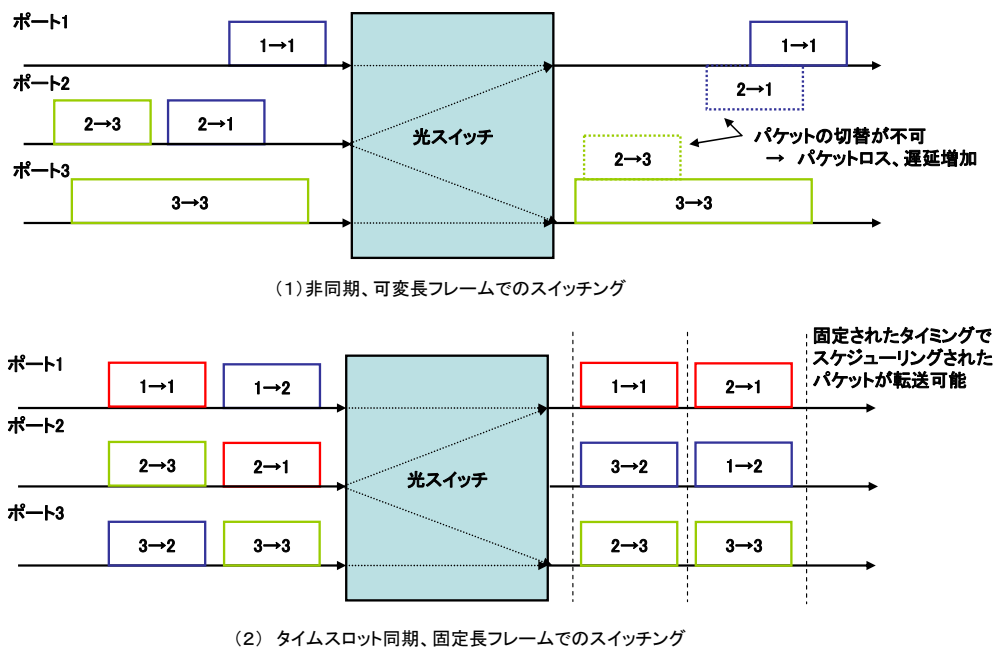 ポート1
1→1
1→1
ポート2
2→1
2→3
2→1
光スイッチ
パケットの切替が不可
→ パケットロス、遅延増加
2→3
ポート3
3→3
3→3
(1)非同期、可変長フレームでのスイッチング
固定されたタイミングで
スケジューリングされた
パケットが転送可能
ポート1
1→1
1→2
1→1
2→1
ポート2
2→3
2→1
光スイッチ
3→2
1→2
ポート3
3→2
3→3
2→3
3→3
(2) タイムスロット同期、固定長フレームでのスイッチング